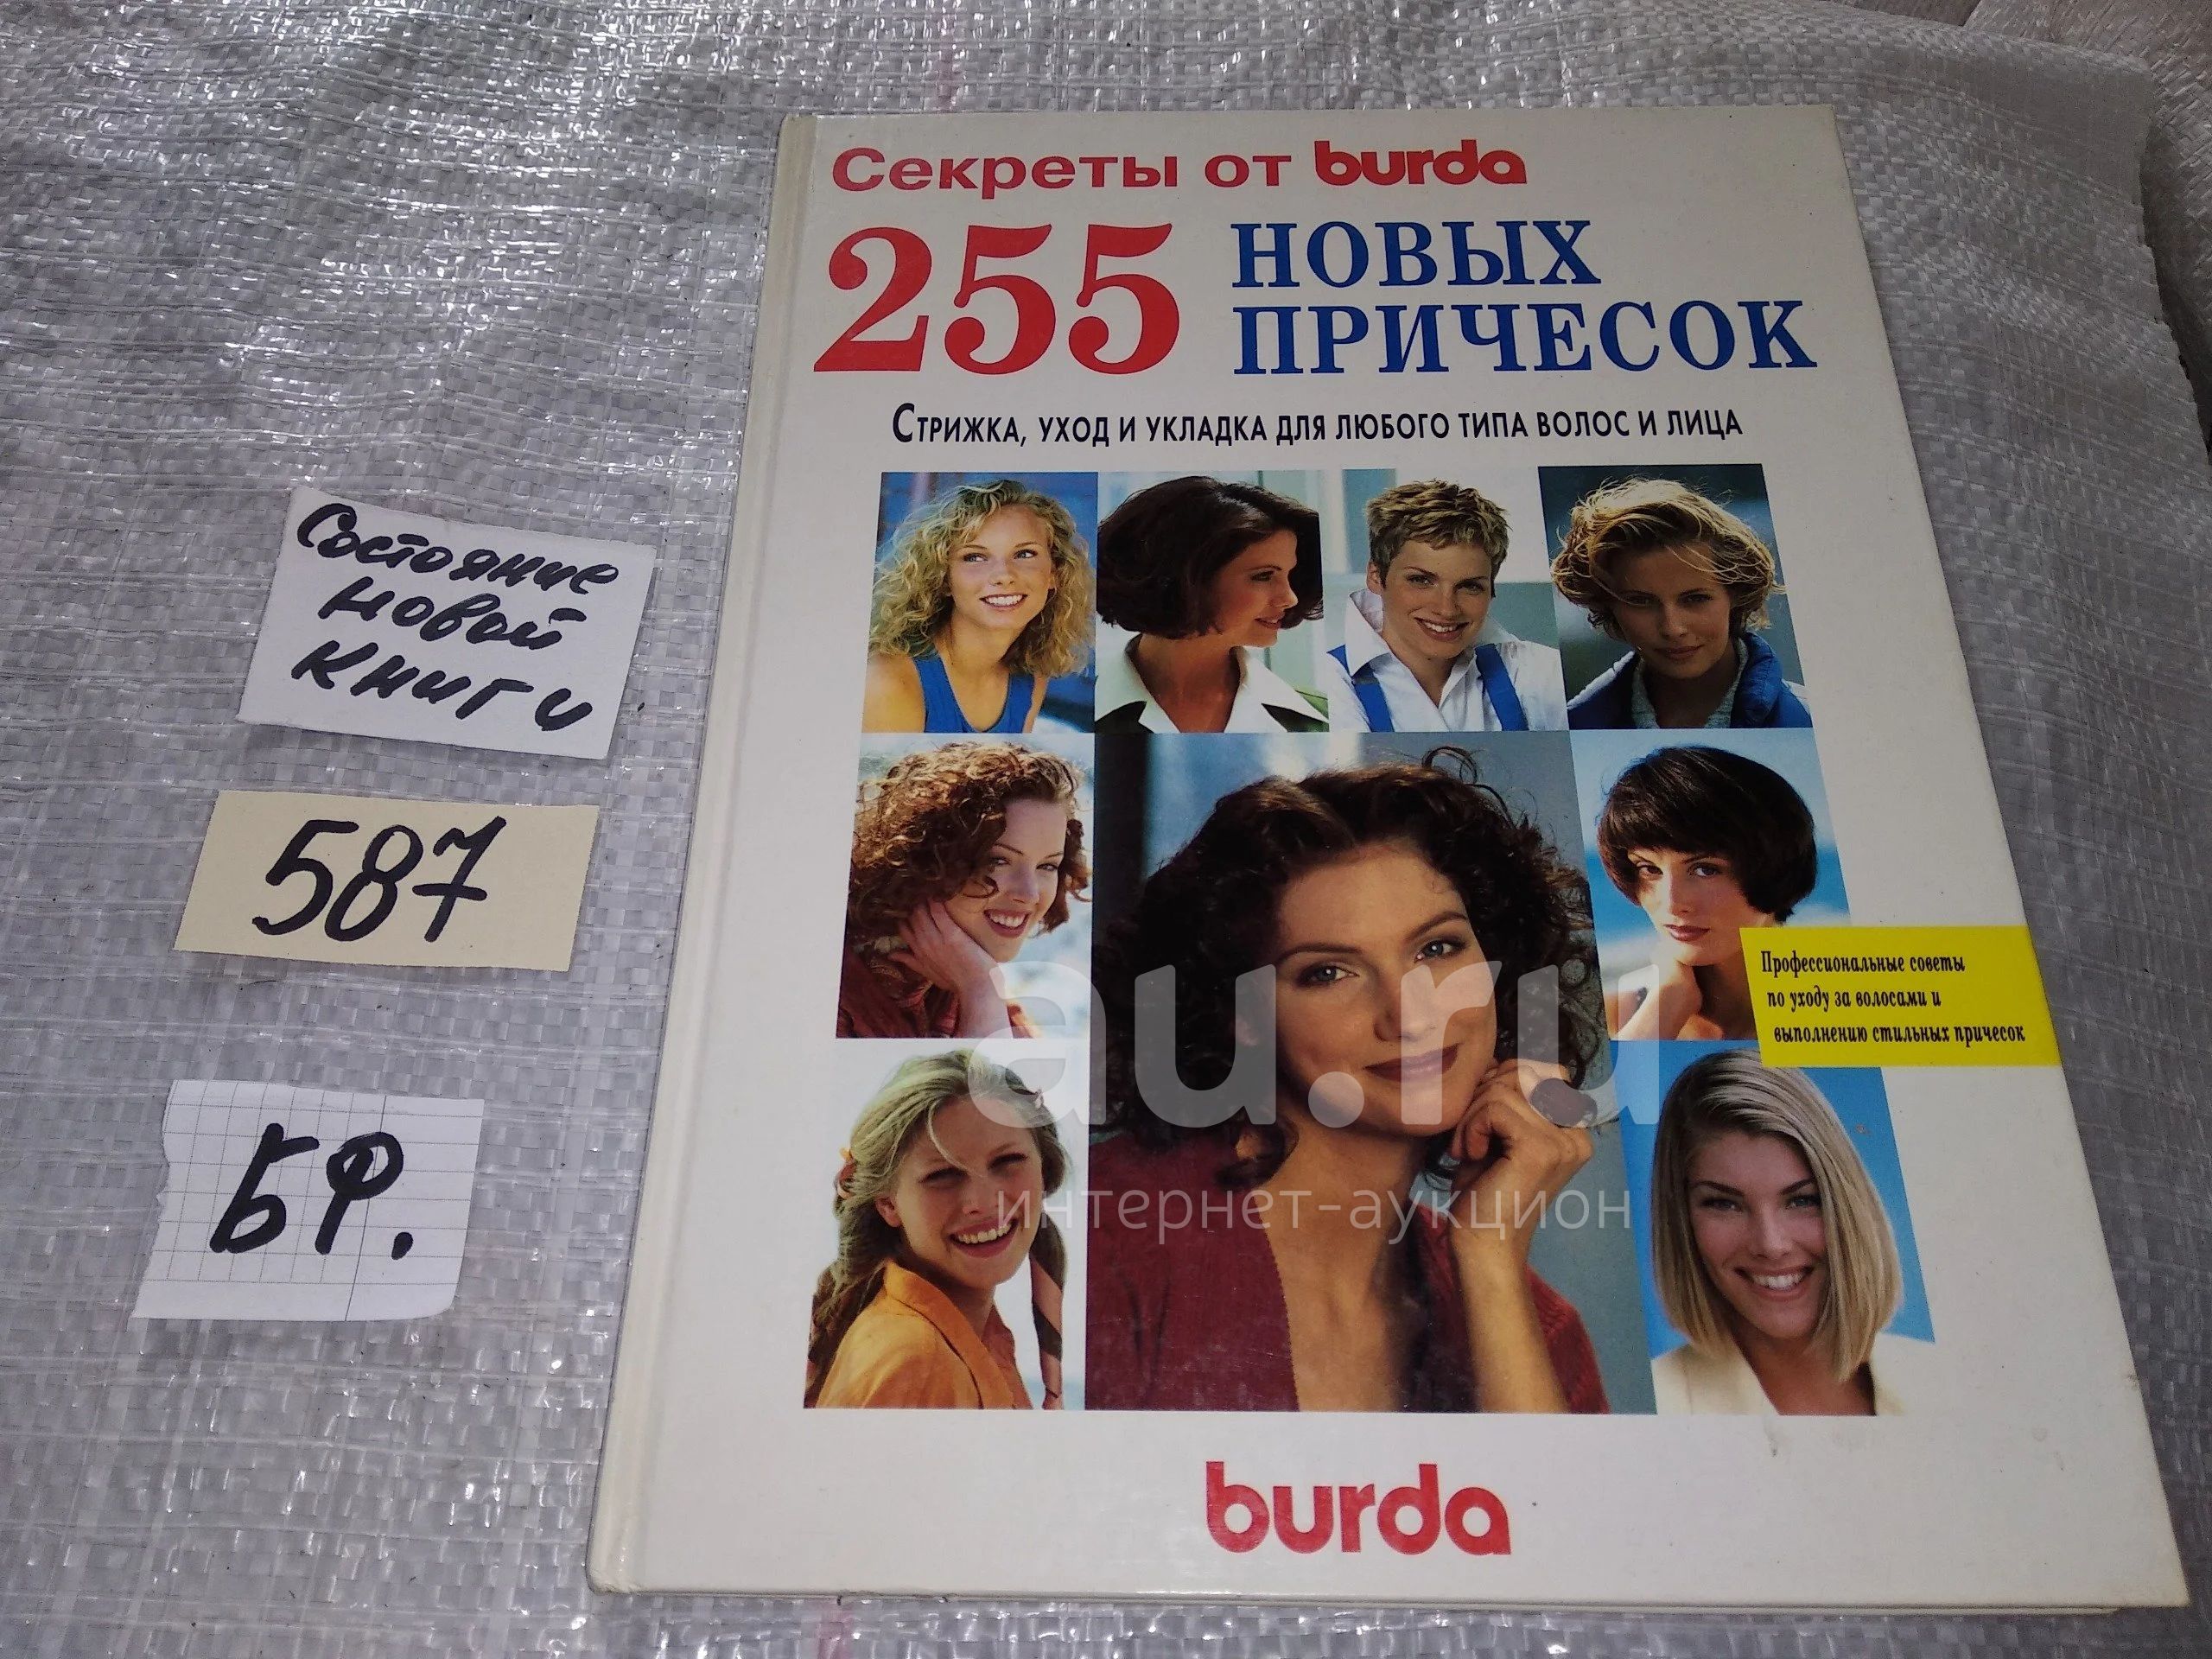 Секреты от burda
255 НОВЫХ
ПРИЧЕСОК
Стрижка, уход и укладка для любого типа волос и лица
Состояние
новой
книги
587
БФ.
Профессиональные советы
по уходу за волосами и
выполнению стильных причесок
au.ru
интернет-аукцион
burda